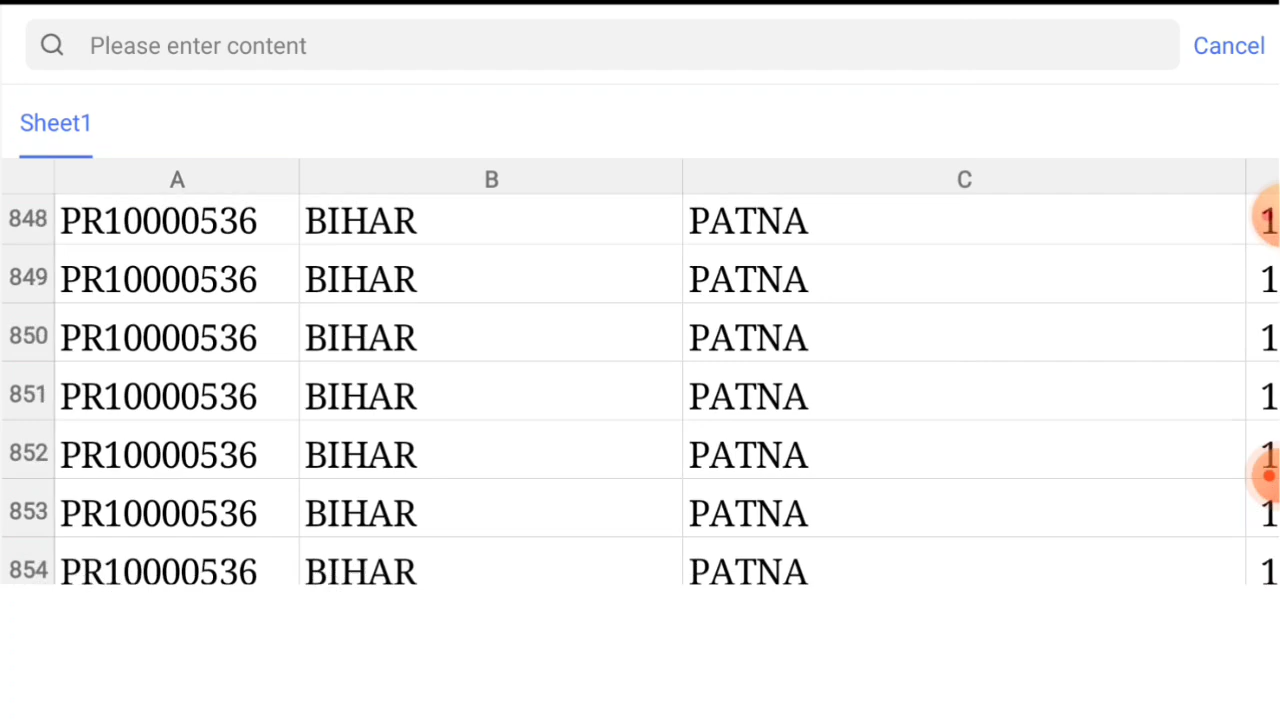 Please enter content Cancel
Sheet1
A B C
848 PR10000536 BIHAR PATNA 1
849 PR10000536 BIHAR PATNA 1
850 PR10000536 BIHAR PATNA 1
851 PR10000536 BIHAR PATNA 1
852 PR10000536 BIHAR PATNA 1
853 PR10000536 BIHAR PATNA 1
854 PR10000536 BIHAR PATNA 1